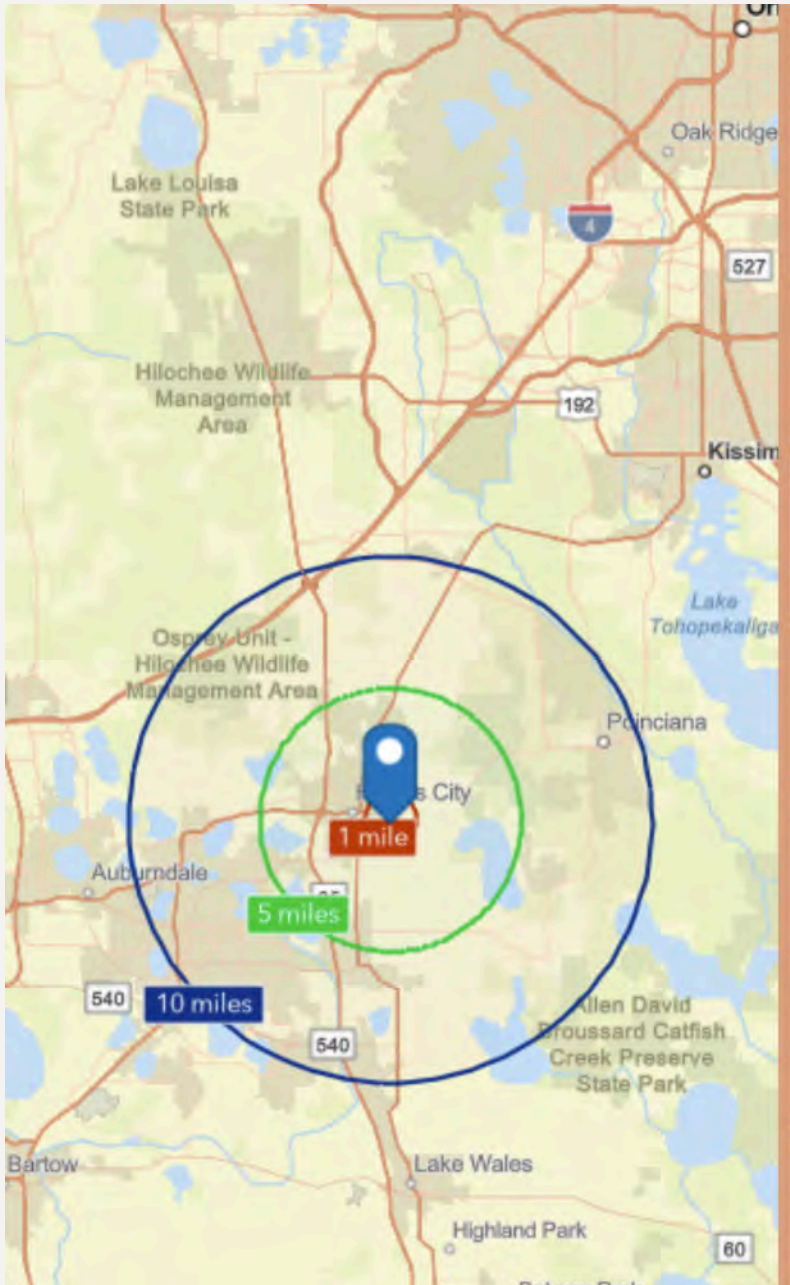 Oak Ridge
Lake Louisa
State Park
4
527
Hilochee Wildlife
Management
Area
192
Kissim
Lake
Tohopekaliga
Osprey Unit -
Hilochee Wildlife
Management Area
Poinciana
s City
1 mile
Auburndale
5 miles
540
10 miles
Allen David
Broussard Catfish
Creek Preserve
State Park
540
Bartow
Lake Wales
Highland Park
60